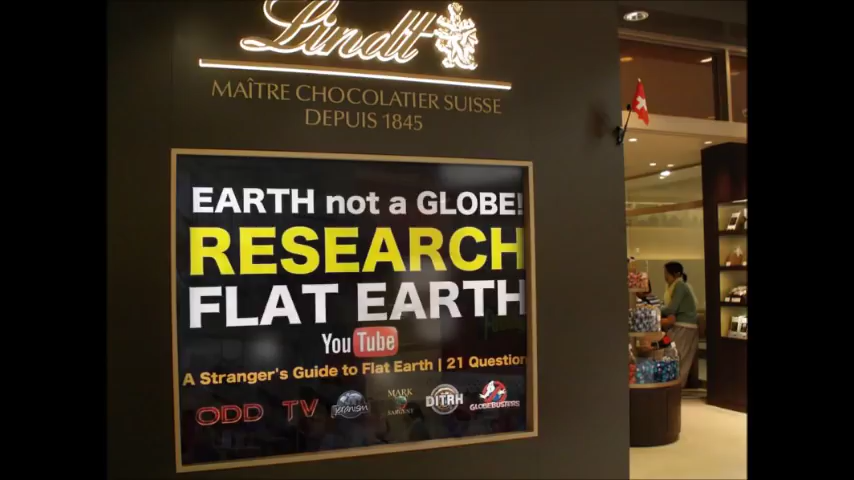 Lindt
MAÎTRE CHOCOLATIER SUISSE
DEPUIS 1845
EARTH not a GLOBE!
RESEARCH
FLAT EARTH
YouTube
A Stranger's Guide to Flat Earth | 21 Question
ODD TV jeranism MARK SARGENT DITRH GLOBEBUSTERS